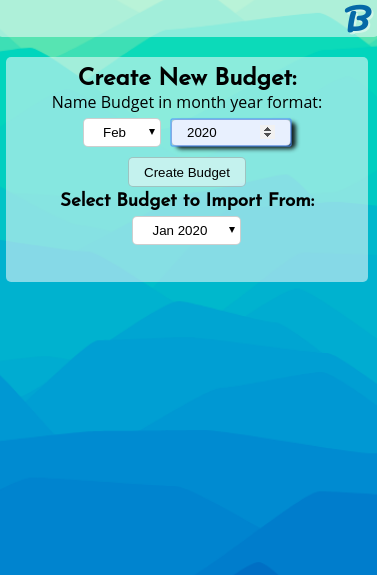 B
Create New Budget:
Name Budget in month year format:
Feb 2020
Create Budget
Select Budget to Import From:
Jan 2020